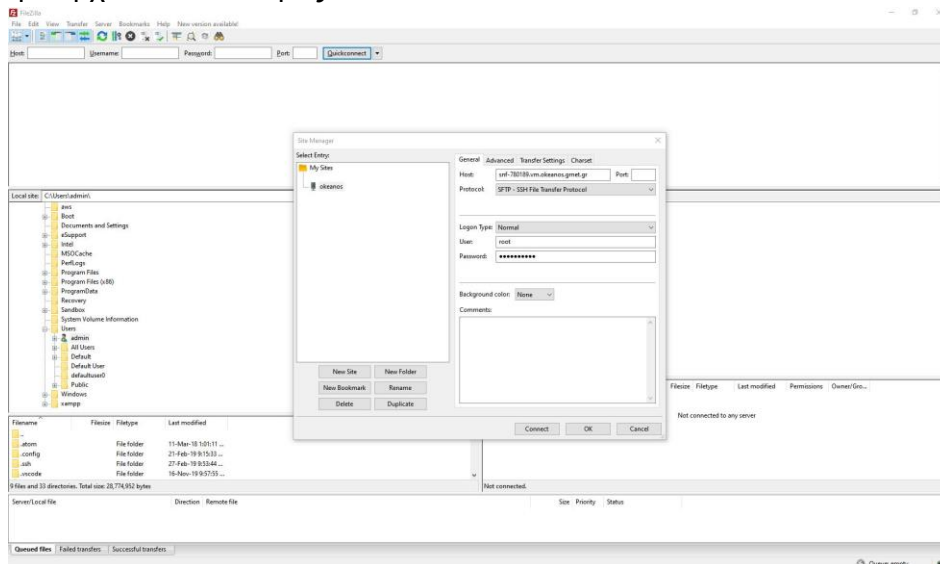 FileZilla
File Edit View Transfer Server Bookmarks Help New version available!
Host: Username: Password: Port: Quickconnect
Site Manager
Select Entry:
My Sites
okeanos
New Site New Folder
New Bookmark Rename
Delete Duplicate
General Advanced Transfer Settings Charset
Host: snf-780189.vm.okeanos.grnet.gr Port:
Protocol: SFTP - SSH File Transfer Protocol
Logon Type: Normal
User: root
Password: ••••••••••
Background color: None
Comments:
Connect OK Cancel
Local site: C:\Users\admin\
aws
Boot
Documents and Settings
eSupport
Intel
MSOCache
PerfLogs
Program Files
Program Files (x86)
ProgramData
Recovery
Sandbox
System Volume Information
Users
admin
All Users
Default
Default User
defaultuser0
Public
Windows
xampp
Filename Filesize Filetype Last modified
..
.atom File folder 11-Mar-18 1:01:11 ...
.config File folder 21-Feb-19 9:15:33 ...
.ssh File folder 27-Feb-19 9:53:44 ...
.vscode File folder 16-Nov-19 9:57:55 ...
9 files and 33 directories. Total size: 28,774,952 bytes
Filesize Filetype Last modified Permissions Owner/Gro...
Not connected to any server
Not connected.
Server/Local file Direction Remote file Size Priority Status
Queued files Failed transfers Successful transfers
Queue: empty